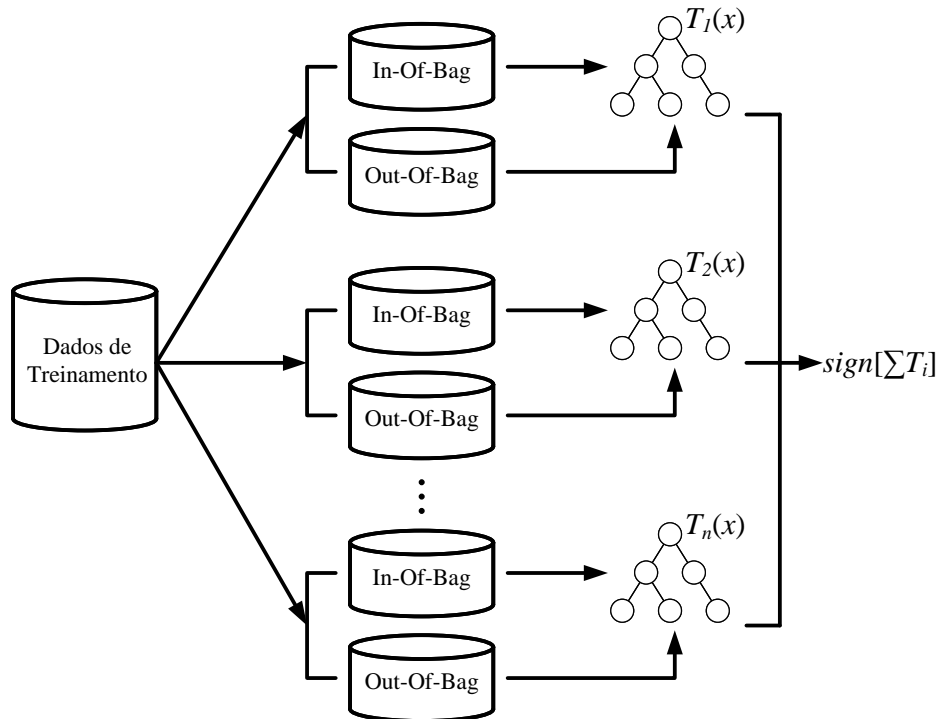 In-Of-Bag
T₁(x)
Out-Of-Bag
Dados de
Treinamento
In-Of-Bag
T₂(x)
Out-Of-Bag
sign[∑Tᵢ]
In-Of-Bag
Tₙ(x)
Out-Of-Bag